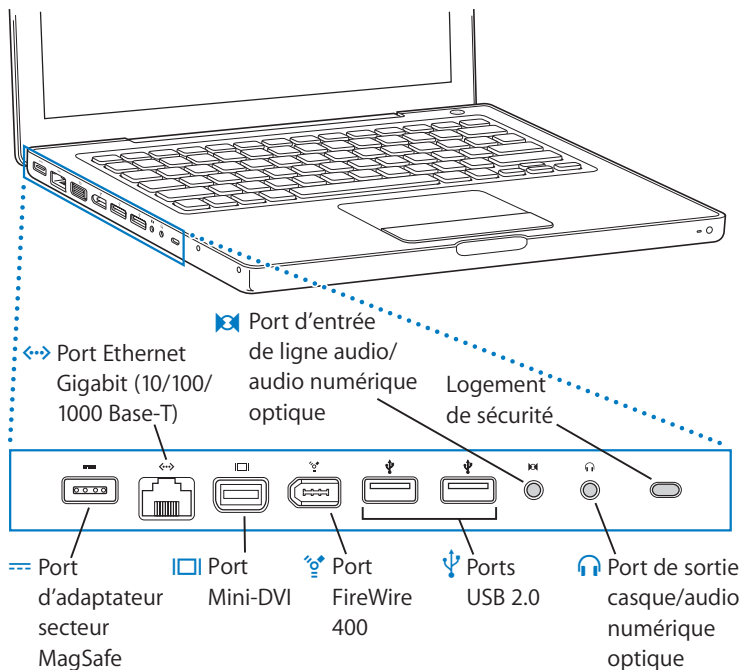 Port d'entrée
de ligne audio/
audio numérique
optique
Port Ethernet
Gigabit (10/100/
1000 Base-T)
Logement
de sécurité
Port
d'adaptateur
secteur
MagSafe
Port
Mini-DVI
Port
FireWire
400
Ports
USB 2.0
Port de sortie
casque/audio
numérique
optique